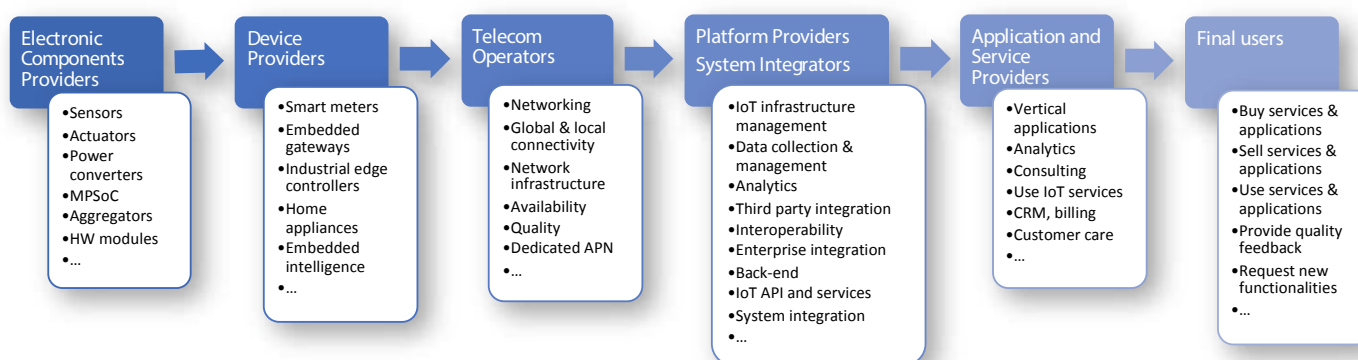 Electronic
Components
Providers
•Sensors
•Actuators
•Power
converters
•MPSoC
•Aggregators
•HW modules
•…
Device
Providers
•Smart meters
•Embedded
gateways
•Industrial edge
controllers
•Home
appliances
•Embedded
intelligence
•…
Telecom
Operators
•Networking
•Global & local
connectivity
•Network
infrastructure
•Availability
•Quality
•Dedicated APN
•…
Platform Providers
System Integrators
•IoT infrastructure
management
•Data collection &
management
•Analytics
•Third party integration
•Interoperability
•Enterprise integration
•Back-end
•IoT API and services
•System integration
•…
Application and
Service
Providers
•Vertical
applications
•Analytics
•Consulting
•Use IoT services
•CRM, billing
•Customer care
•…
Final users
•Buy services &
applications
•Sell services &
applications
•Use services &
applications
•Provide quality
feedback
•Request new
functionalities
•…